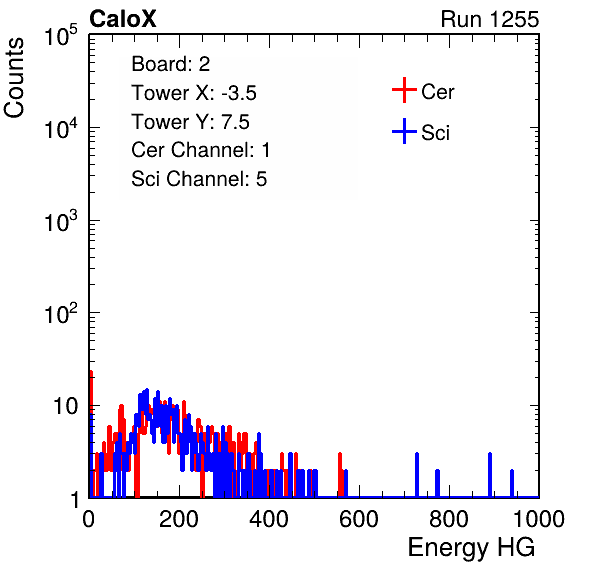 CaloX Run 1255
Counts
Board: 2
Tower X: -3.5
Tower Y: 7.5
Cer Channel: 1
Sci Channel: 5
Cer
Sci
10^5
10^4
10^3
10^2
10
1
0 200 400 600 800 1000
Energy HG